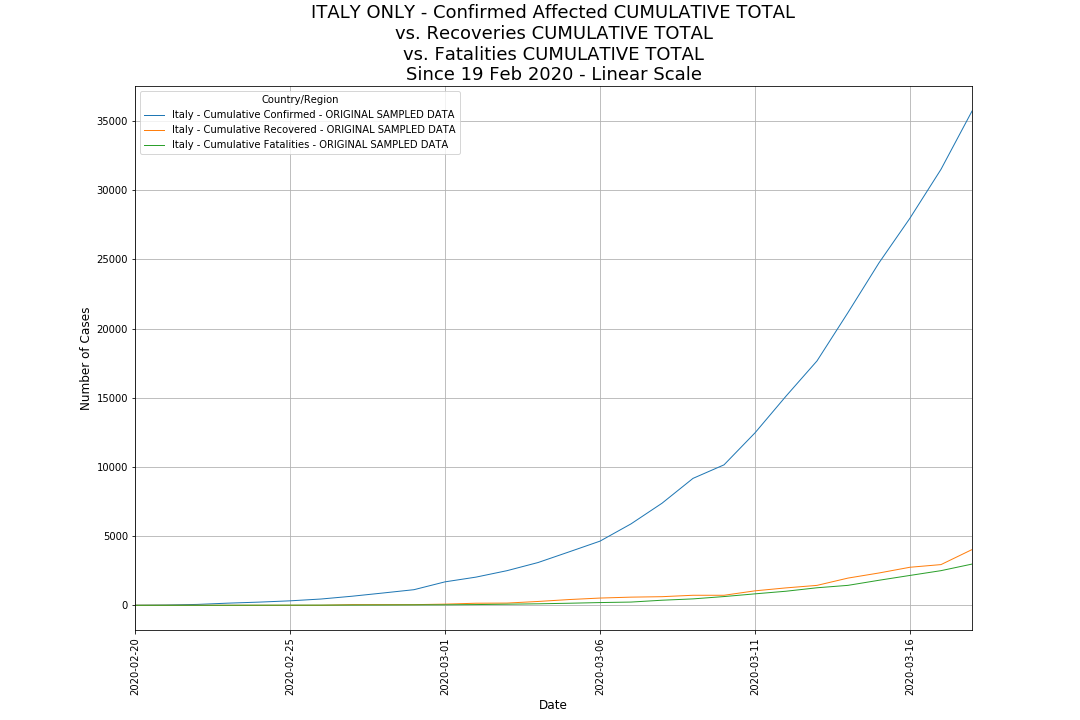 ITALY ONLY - Confirmed Affected CUMULATIVE TOTAL
vs. Recoveries CUMULATIVE TOTAL
vs. Fatalities CUMULATIVE TOTAL
Since 19 Feb 2020 - Linear Scale
Country/Region
Italy - Cumulative Confirmed - ORIGINAL SAMPLED DATA
Italy - Cumulative Recovered - ORIGINAL SAMPLED DATA
Italy - Cumulative Fatalities - ORIGINAL SAMPLED DATA
35000
30000
25000
20000
15000
10000
5000
0
Number of Cases
2020-02-20
2020-02-25
2020-03-01
2020-03-06
2020-03-11
2020-03-16
Date